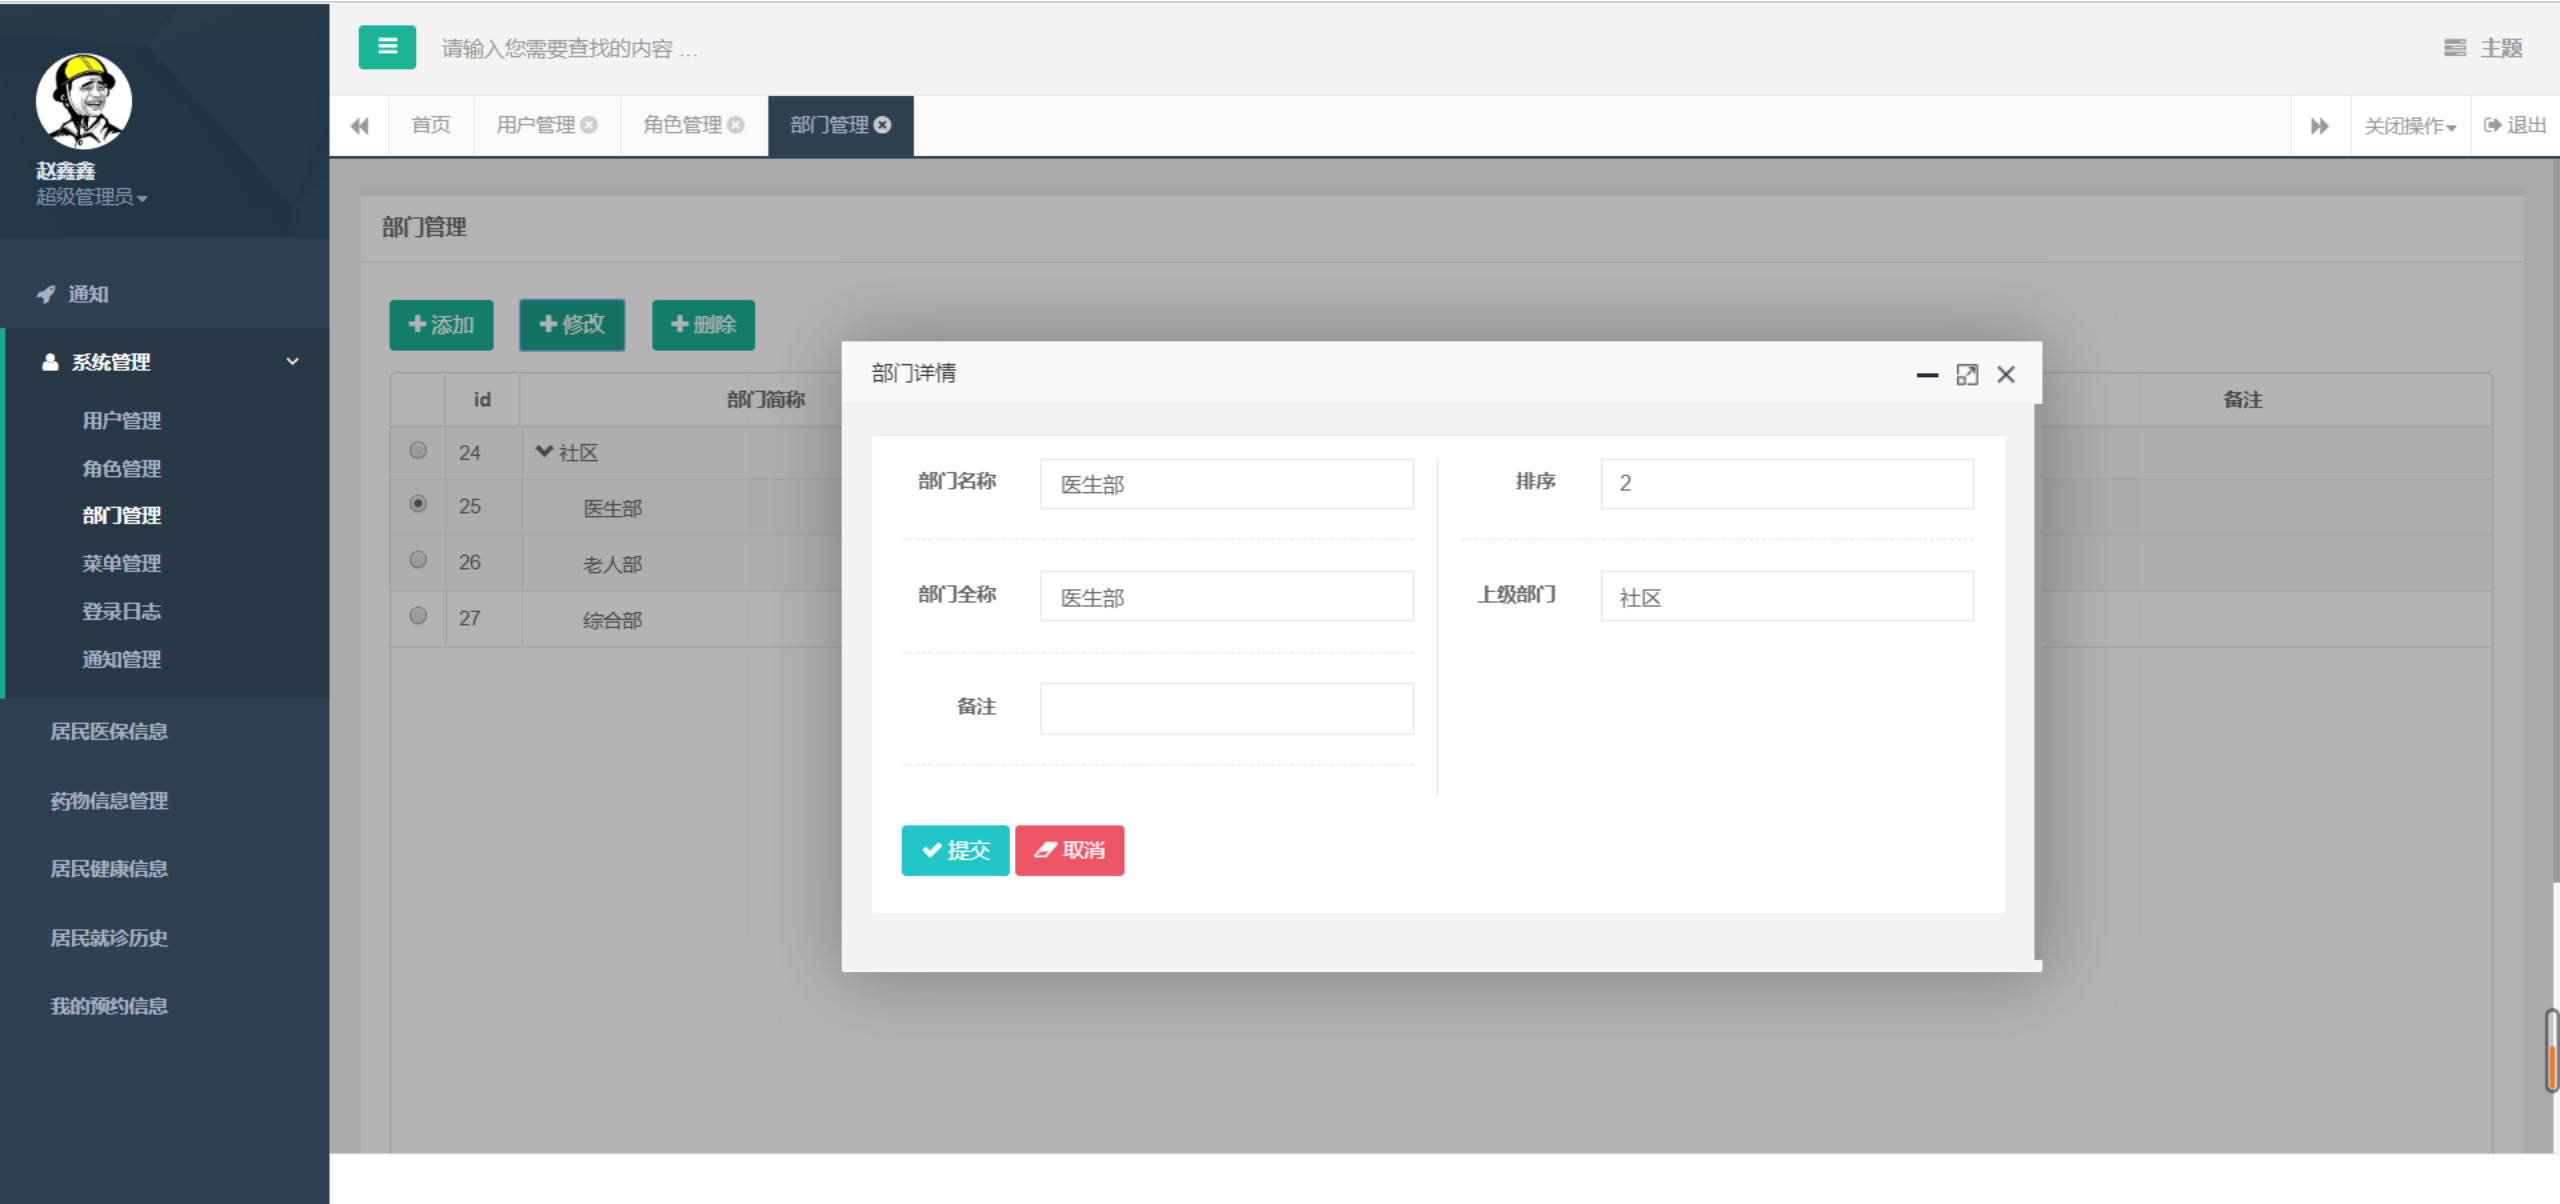 请输入您需要查找的内容 …
主题
赵鑫鑫
超级管理员
首页
用户管理
角色管理
部门管理
关闭操作
退出
通知
系统管理
用户管理
角色管理
部门管理
菜单管理
登录日志
通知管理
居民医保信息
药物信息管理
居民健康信息
居民就诊历史
我的预约信息
部门管理
添加
修改
删除
id 部门简称 备注
24 社区
25 医生部
26 老人部
27 综合部
部门详情
部门名称 医生部
排序 2
部门全称 医生部
上级部门 社区
备注
提交
取消